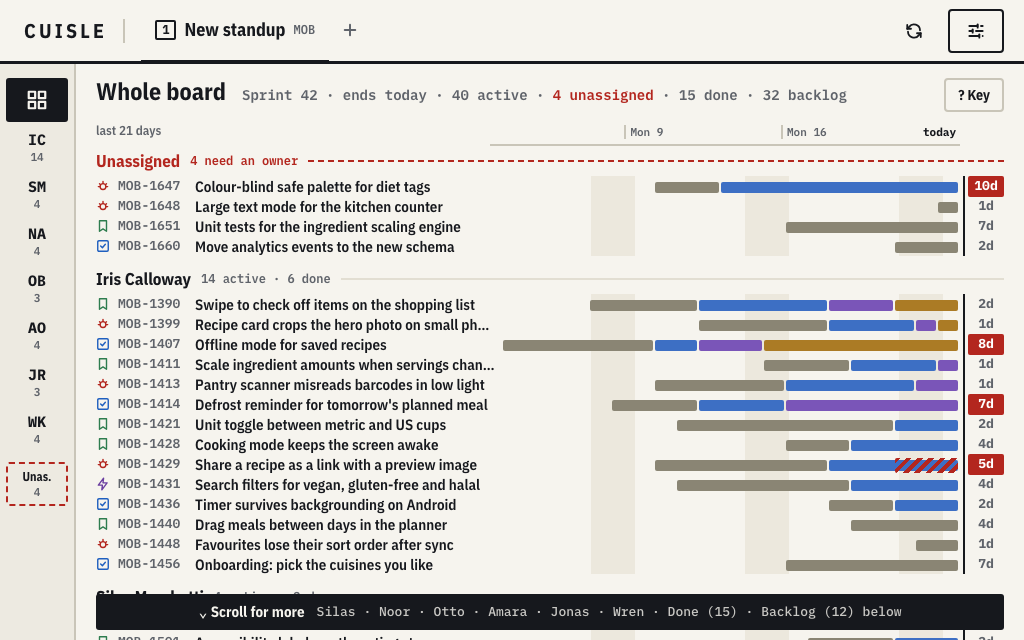 CUISLE
1 New standup MOB +
Whole board Sprint 42 · ends today · 40 active · 4 unassigned · 15 done · 32 backlog ? Key
last 21 days Mon 9 Mon 16 today
IC
14
SM
4
NA
4
OB
3
AO
4
JR
3
WK
4
Unas.
4
Unassigned 4 need an owner
MOB-1647 Colour-blind safe palette for diet tags 10d
MOB-1648 Large text mode for the kitchen counter 1d
MOB-1651 Unit tests for the ingredient scaling engine 7d
MOB-1660 Move analytics events to the new schema 2d
Iris Calloway 14 active · 6 done
MOB-1390 Swipe to check off items on the shopping list 2d
MOB-1399 Recipe card crops the hero photo on small ph... 1d
MOB-1407 Offline mode for saved recipes 8d
MOB-1411 Scale ingredient amounts when servings chan... 1d
MOB-1413 Pantry scanner misreads barcodes in low light 1d
MOB-1414 Defrost reminder for tomorrow's planned meal 7d
MOB-1421 Unit toggle between metric and US cups 2d
MOB-1428 Cooking mode keeps the screen awake 4d
MOB-1429 Share a recipe as a link with a preview image 5d
MOB-1431 Search filters for vegan, gluten-free and halal 4d
MOB-1436 Timer survives backgrounding on Android 2d
MOB-1440 Drag meals between days in the planner 4d
MOB-1448 Favourites lose their sort order after sync 1d
MOB-1456 Onboarding: pick the cuisines you like 7d
Scroll for more Silas · Noor · Otto · Amara · Jonas · Wren · Done (15) · Backlog (12) below